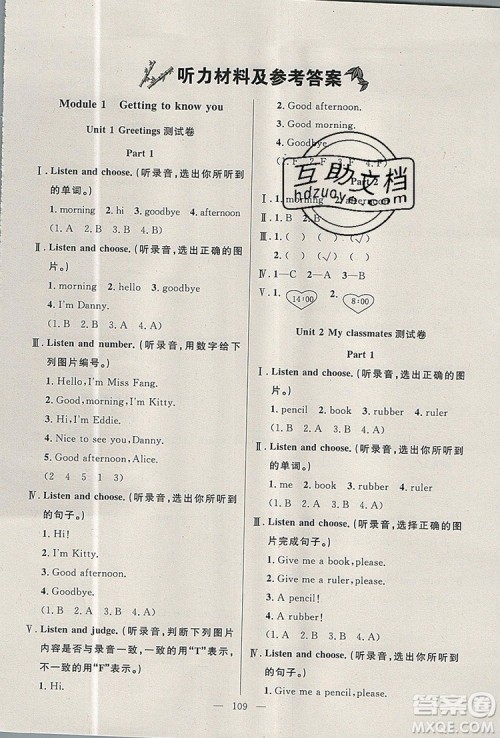 听力材料及参考答案
Module 1 Getting to know you
Unit 1 Greetings 测试卷
Part 1
Ⅰ. Listen and choose. (听录音,选出你所听到
的单词。)
1. morning 2. hi 3. goodbye 4. afternoon
(1. B 2. A 3. B 4. A)
Ⅱ. Listen and choose. (听录音,选出正确的图
片。)
1. morning 2. hello 3. goodbye
4. I'm Danny.
(1. B 2. B 3. A 4. B)
Ⅲ. Listen and number. (听录音,用数字给下
列图片编号。)
1. Hello, I'm Miss Fang.
2. Good morning, I'm Peter.
3. Hi, I'm Eddie.
4. Nice to see you, Danny.
5. Good afternoon, Alice.
(2 4 5 1 3)
Ⅳ. Listen and choose. (听录音,选出你所听到
的句子。)
1. Hi!
2. I'm Kitty.
3. Good afternoon.
4. Goodbye.
(1. B 2. B 3. B 4. A)
Ⅴ. Listen and judge. (听录音,判断下列图片
内容是否与录音一致,一致的用"T"表示,
不一致的用"F"表示。)
1. Hi, I'm Danny.
2. Good afternoon.
3. Good morning.
4. Goodbye.
Part 2
Ⅰ. 1. morning
Ⅱ. 1. A 2. B
Ⅲ. 1. ( ) ( ) 2. ( ) ( )
Ⅳ. 1—C 2—A 3—B
Ⅴ. 1. 14:00 2. 8:00
Unit 2 My classmates 测试卷
Part 1
Ⅰ. Listen and choose. (听录音,选出正确的图
片。)
1. pencil 2. book 3. rubber 4. ruler
(1. A 2. B 3. A 4. B)
Ⅱ. Listen and choose. (听录音,选出你所听到
的单词。)
1. me 2. pencil 3. rubber 4. ruler
(1. B 2. A 3. B 4. A)
Ⅲ. Listen and choose. (听录音,选择正确的图
片完成句子。)
1. Give me a book, please.
2. A pencil!
3. Give me a rubber, please.
4. A ruler!
(1. B 2. A 3. A 4. A)
Ⅳ. Listen and choose. (听录音,选出你所听到
的句子。)
1. Give me a pencil, please.
109
互助文档
hdzuoye.com
答案圈
MXQE.COM